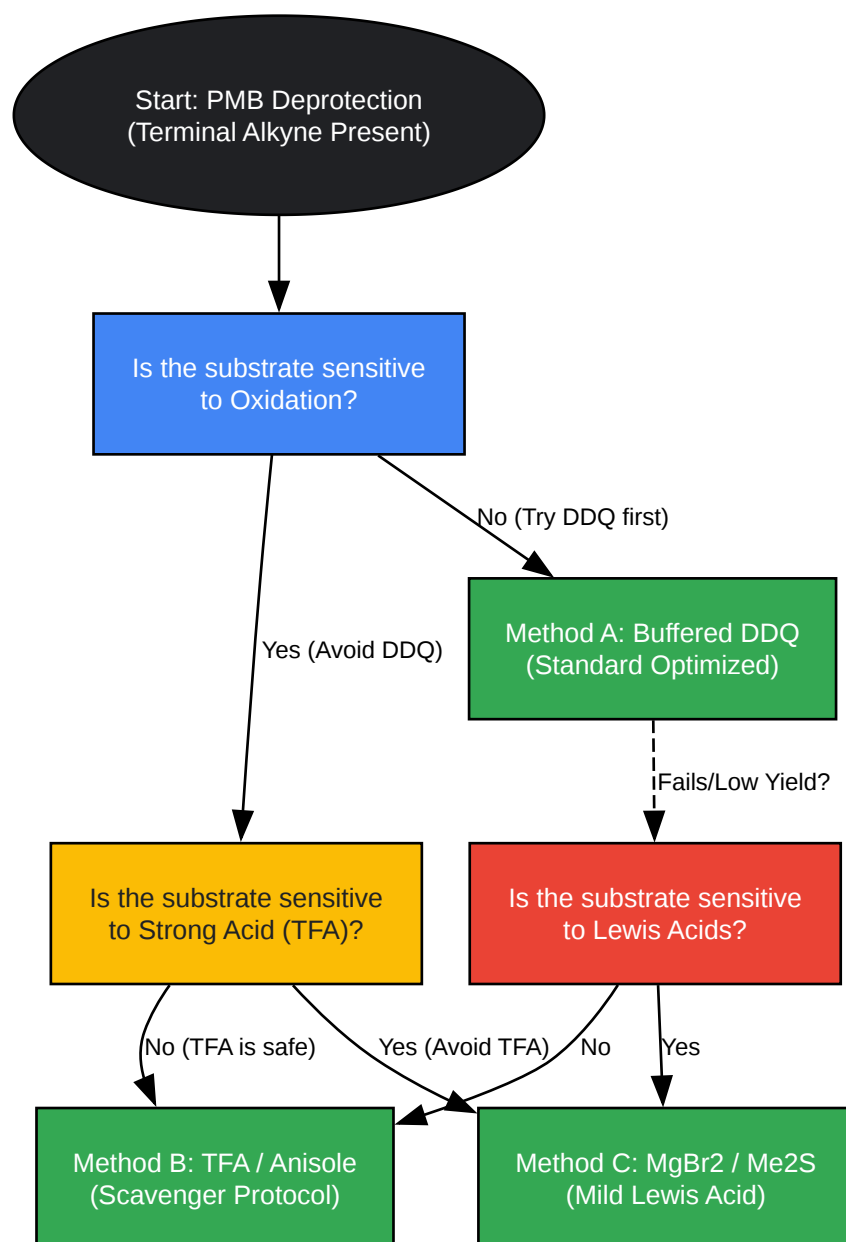 Start: PMB Deprotection
(Terminal Alkyne Present)
Is the substrate sensitive
to Oxidation?
No (Try DDQ first)
Method A: Buffered DDQ
(Standard Optimized)
Yes (Avoid DDQ)
Fails/Low Yield?
Is the substrate sensitive
to Strong Acid (TFA)?
Is the substrate sensitive
to Lewis Acids?
No (TFA is safe)
Yes (Avoid TFA)
No
Yes
Method B: TFA / Anisole
(Scavenger Protocol)
Method C: MgBr2 / Me2S
(Mild Lewis Acid)